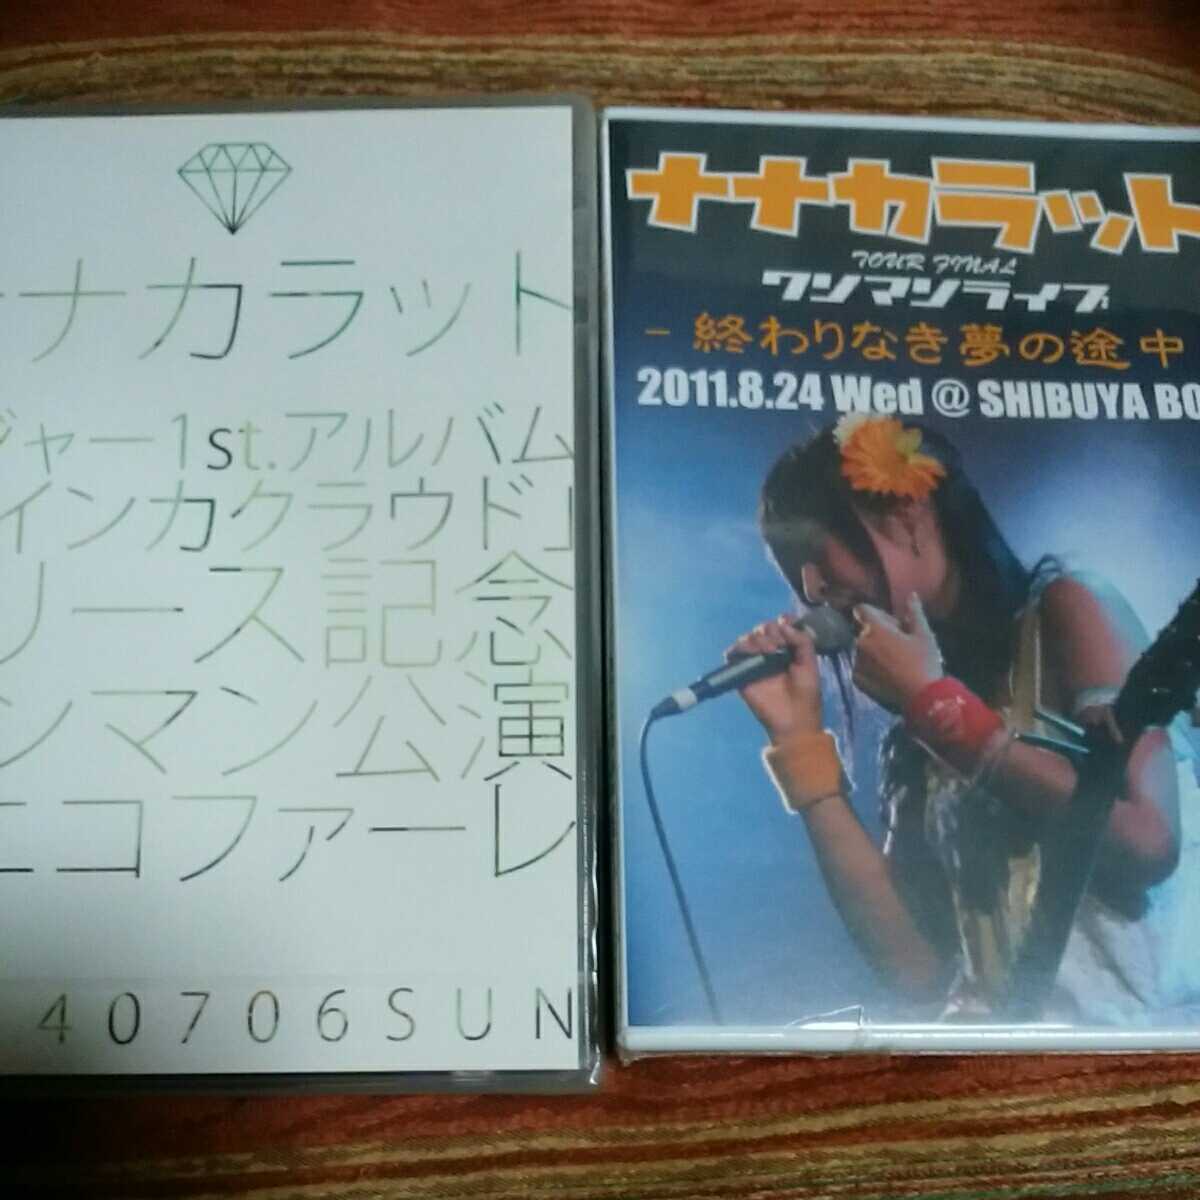 ナナカラット
ジャー1st.アルバム
インカクラウド」
リース記念
ンマン公演
ニコファーレ
40706SUN
ナナカラット
TOUR FINAL
ワンマンライブ
- 終わりなき夢の途中
2011.8.24 Wed @ SHIBUYA BO